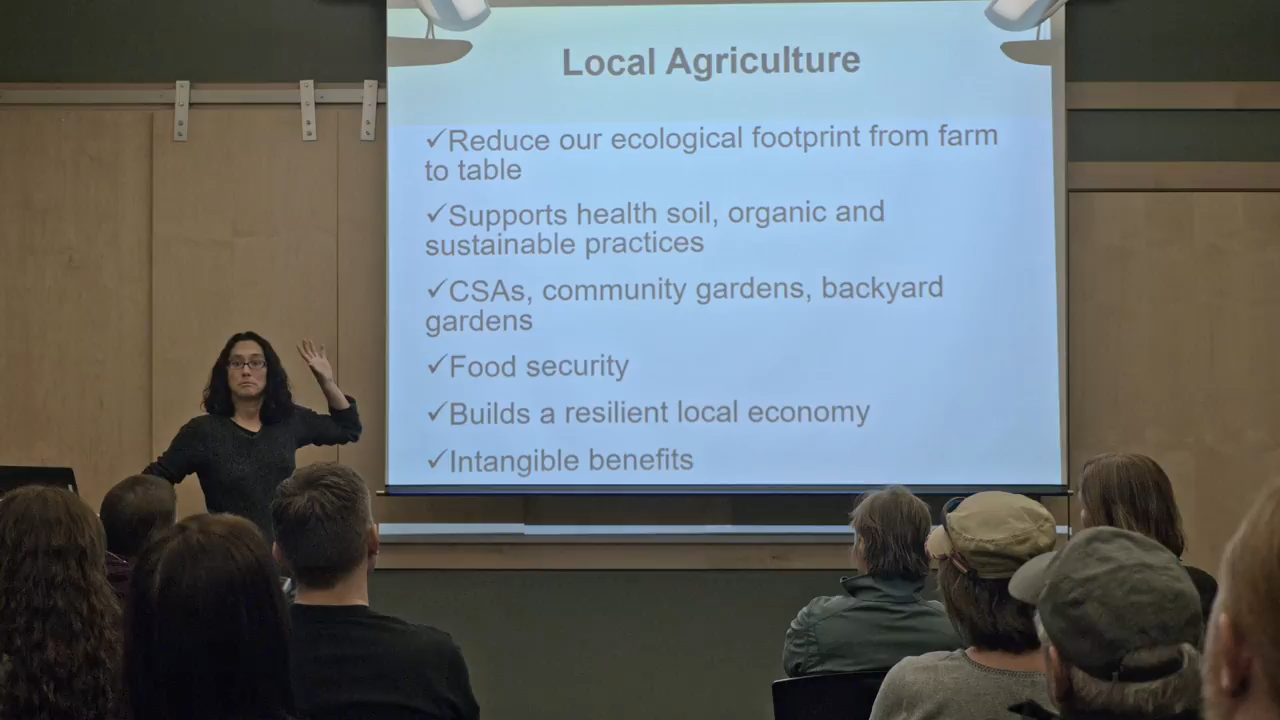 Local Agriculture
✓Reduce our ecological footprint from farm
to table
✓Supports health soil, organic and
sustainable practices
✓CSAs, community gardens, backyard
gardens
✓Food security
✓Builds a resilient local economy
✓Intangible benefits